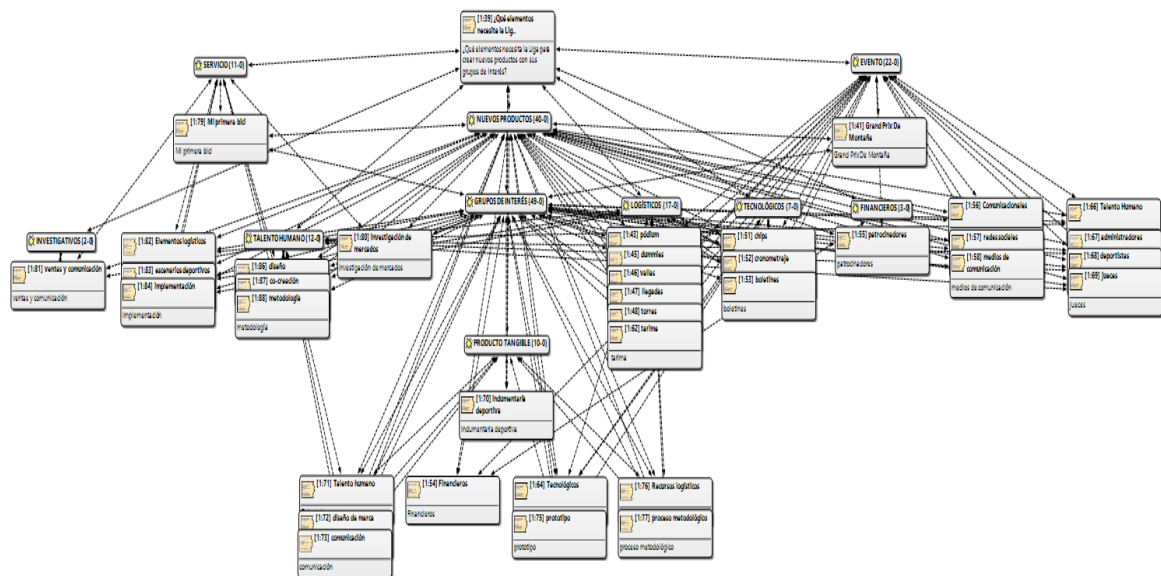 [1:39] ¿Qué elementos
necesita la Lig..
¿Qué elementos
necesita la Liga para
crear nuevos productos con sus
grupos de interés?
SERVICIO {11-0}
EVENTO {22-0}
[1:79] Mi primera bici
Mi primera bici
NUEVOS PRODUCTOS {40-0}
[1:41] Grand Prix De
Montaña
Grand Prix De Montaña
GRUPOS DE INTERÉS {49-0}
LOGÍSTICOS {17-0}
TECNOLÓGICOS {7-0}
FINANCIEROS {3-0}
[1:56] Comunicacionales
[1:57] redes sociales
[1:58] medios de
comunicación
medios de comunicación
[1:66] Talento Humano
[1:67] administradores
[1:68] deportistas
[1:69] jueces
jueces
INVESTIGATIVOS {2-0}
[1:81] ventas y comunicación
ventas y comunicación
[1:82] Elementos logísticos
[1:83] escenarios deportivos
[1:84] Implementación
Implementación
TALENTO HUMANO {12-0}
[1:86] diseño
[1:87] co-creación
[1:88] metodología
metodología
[1:80] Investigación de
mercados
Investigación de mercados
[1:43] pódium
[1:45] dummies
[1:46] vallas
[1:47] llegadas
[1:48] torres
[1:62] tarima
tarima
[1:51] chips
[1:52] cronometraje
[1:53] boletines
boletines
[1:55] patrocinadores
patrocinadores
PRODUCTO TANGIBLE {10-0}
[1:70] Indumentaria
deportiva
Indumentaria deportiva
[1:71] Talento humano
[1:72] diseño de marca
[1:73] comunicación
comunicación
[1:54] Financieros
Financieros
[1:64] Tecnológicos
[1:75] prototipo
prototipo
[1:76] Recursos logísticos
[1:77] proceso metodológico
proceso metodológico